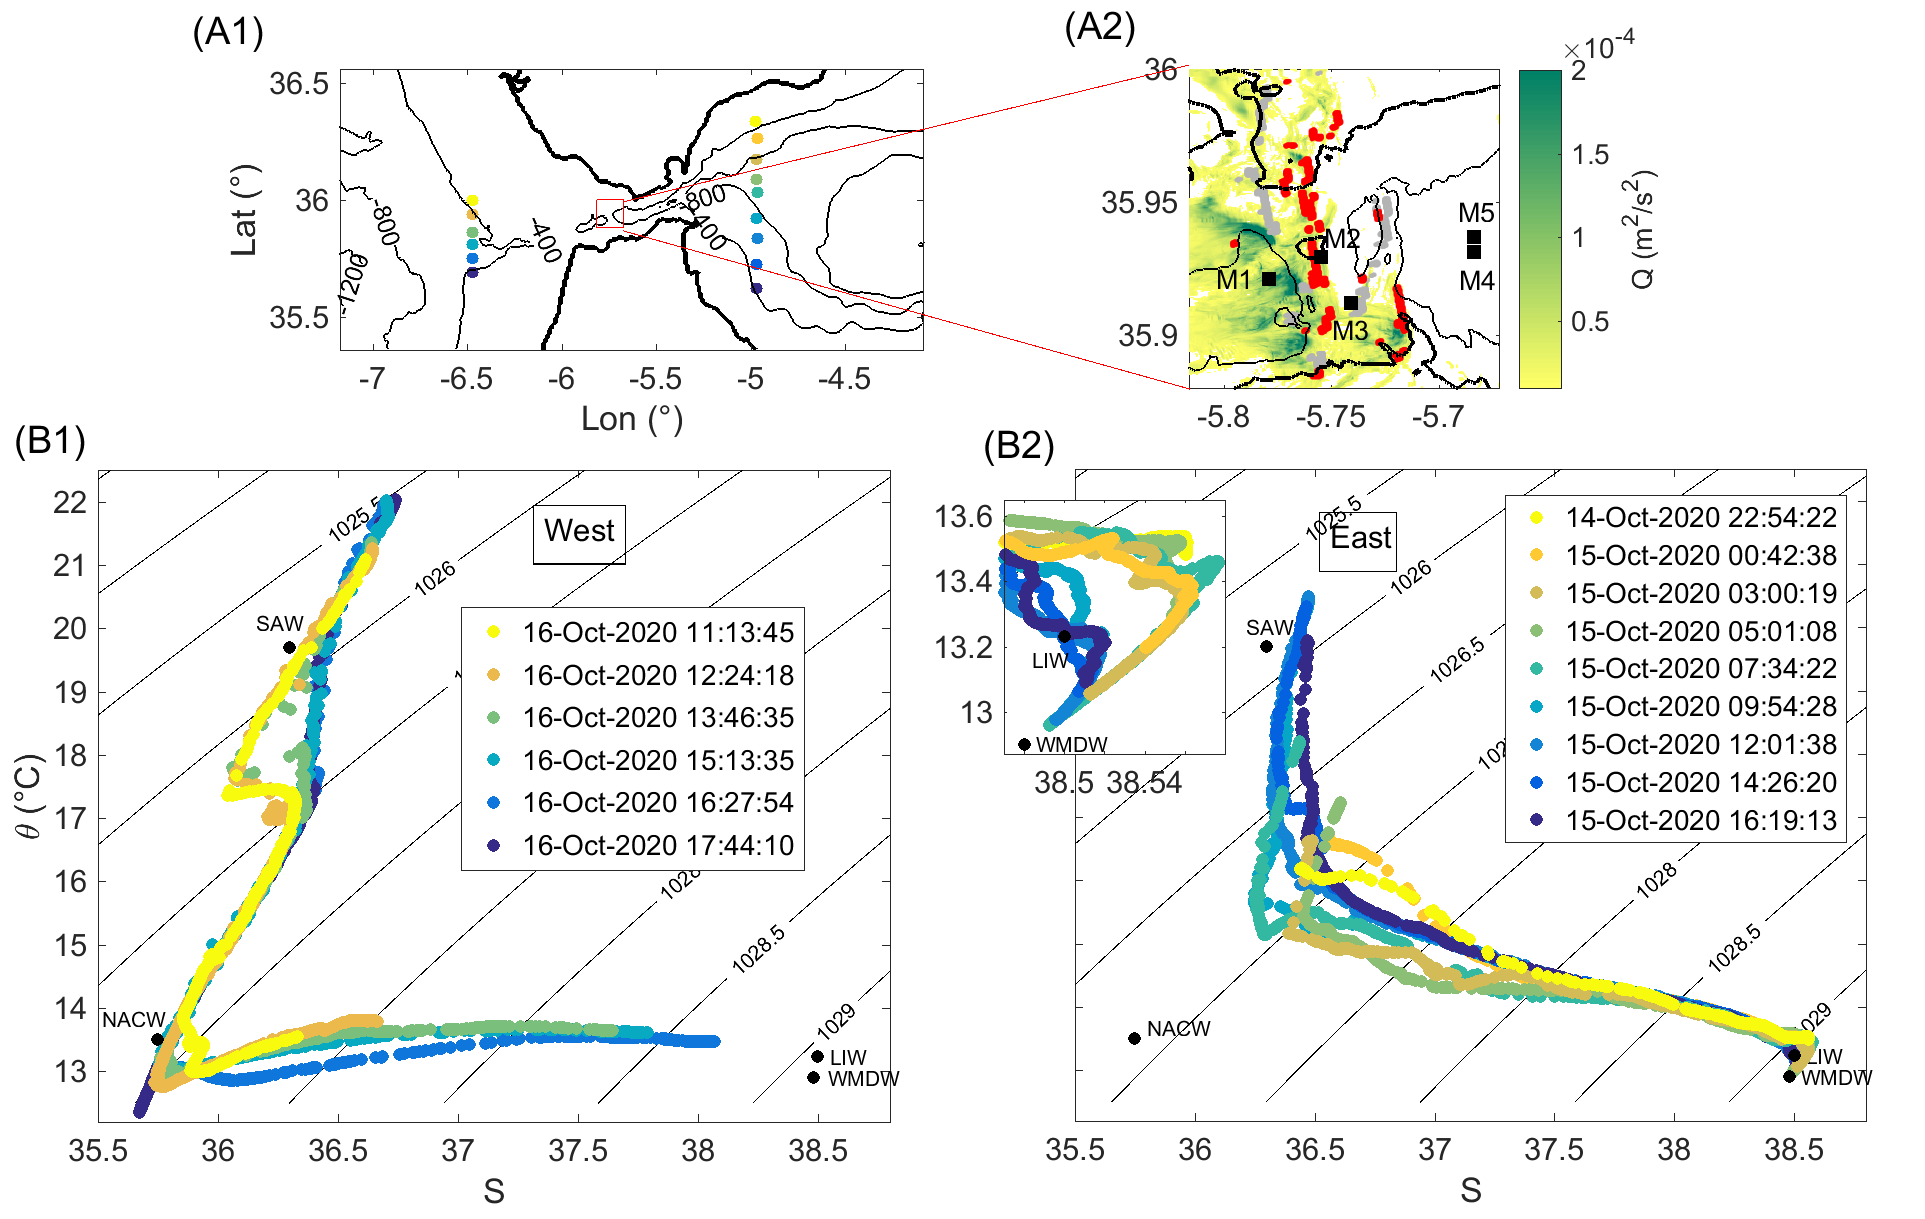 (A1)
36.5
36
35.5
Lat (°)
-800
-1200
-400
-800
-400
-7
-6.5
-6
-5.5
-5
-4.5
Lon (°)
(A2)
36
35.95
35.9
M1
M2
M3
M5
M4
-5.8
-5.75
-5.7
×10-4
2
1.5
1
0.5
Q (m2/s2)
(B1)
22
21
20
19
18
17
16
15
14
13
θ (°C)
1025.5
West
1026
SAW
16-Oct-2020 11:13:45
16-Oct-2020 12:24:18
16-Oct-2020 13:46:35
16-Oct-2020 15:13:35
16-Oct-2020 16:27:54
16-Oct-2020 17:44:10
1028
1028.5
NACW
1029
LIW
WMDW
35.5
36
36.5
37
37.5
38
38.5
S
(B2)
13.6
13.4
13.2
13
LIW
WMDW
38.5
38.54
1025.5
East
1026
SAW
1026.5
14-Oct-2020 22:54:22
15-Oct-2020 00:42:38
15-Oct-2020 03:00:19
15-Oct-2020 05:01:08
15-Oct-2020 07:34:22
15-Oct-2020 09:54:28
15-Oct-2020 12:01:38
15-Oct-2020 14:26:20
15-Oct-2020 16:19:13
1028
1028.5
NACW
1029
LIW
WMDW
35.5
36
36.5
37
37.5
38
38.5
S